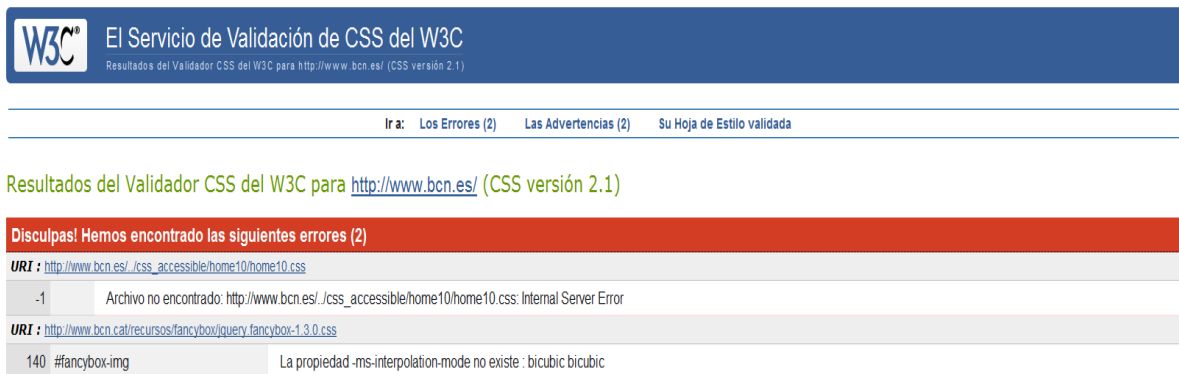 W3C®
El Servicio de Validación de CSS del W3C
Resultados del Validador CSS del W3C para http://www.bcn.es/ (CSS versión 2.1)
Ir a: Los Errores (2) Las Advertencias (2) Su Hoja de Estilo validada
Resultados del Validador CSS del W3C para http://www.bcn.es/ (CSS versión 2.1)
Disculpas! Hemos encontrado las siguientes errores (2)
URI : http://www.bcn.es/../css_accessible/home10/home10.css
-1 Archivo no encontrado: http://www.bcn.es/../css_accessible/home10/home10.css: Internal Server Error
URI : http://www.bcn.cat/recursos/fancybox/jquery.fancybox-1.3.0.css
140 #fancybox-img La propiedad -ms-interpolation-mode no existe : bicubic bicubic